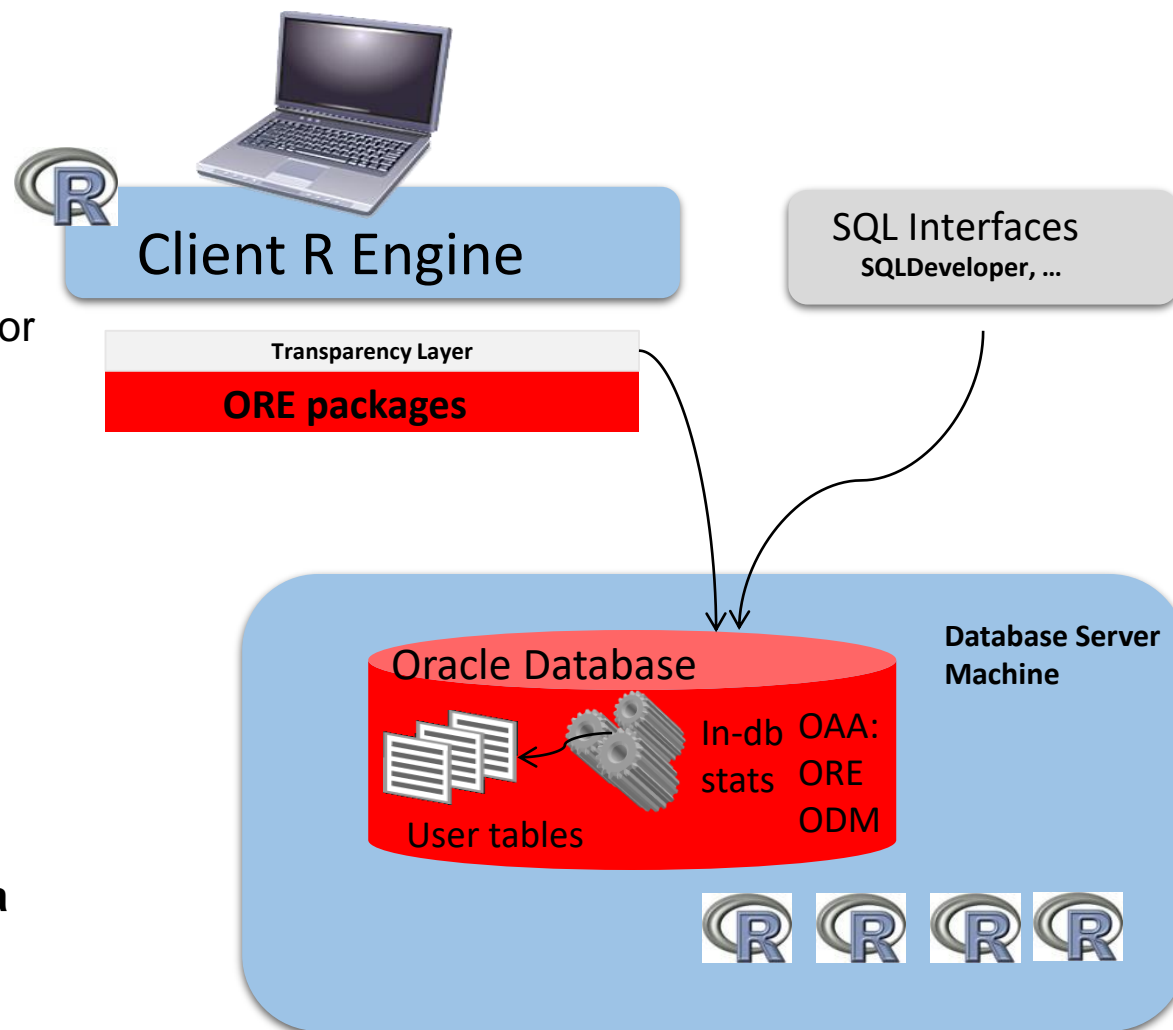 R
Client R Engine
SQL Interfaces
SQLDeveloper, ...
or
Transparency Layer
ORE packages
Database Server
Machine
Oracle Database
In-db
stats
OAA:
ORE
ODM
User tables
a
R R R R